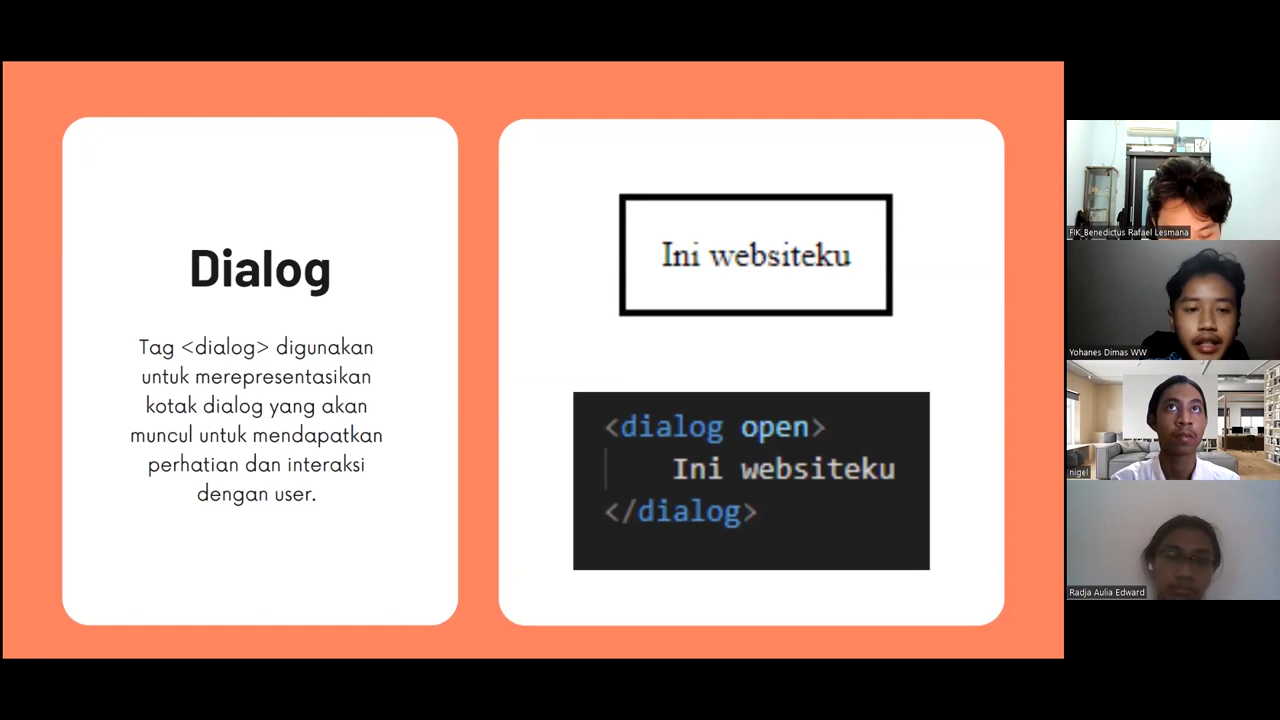 Dialog
Tag <dialog> digunakan
untuk merepresentasikan
kotak dialog yang akan
muncul untuk mendapatkan
perhatian dan interaksi
dengan user.
Ini websiteku
<dialog open>
Ini websiteku
</dialog>
FIK_Benedictus Rafael Lesmana
Yohanes Dimas WW
nigel
Radja Aulia Edward